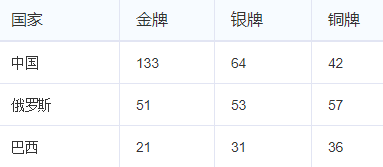 国家 金牌 银牌 铜牌
中国 133 64 42
俄罗斯 51 53 57
巴西 21 31 36